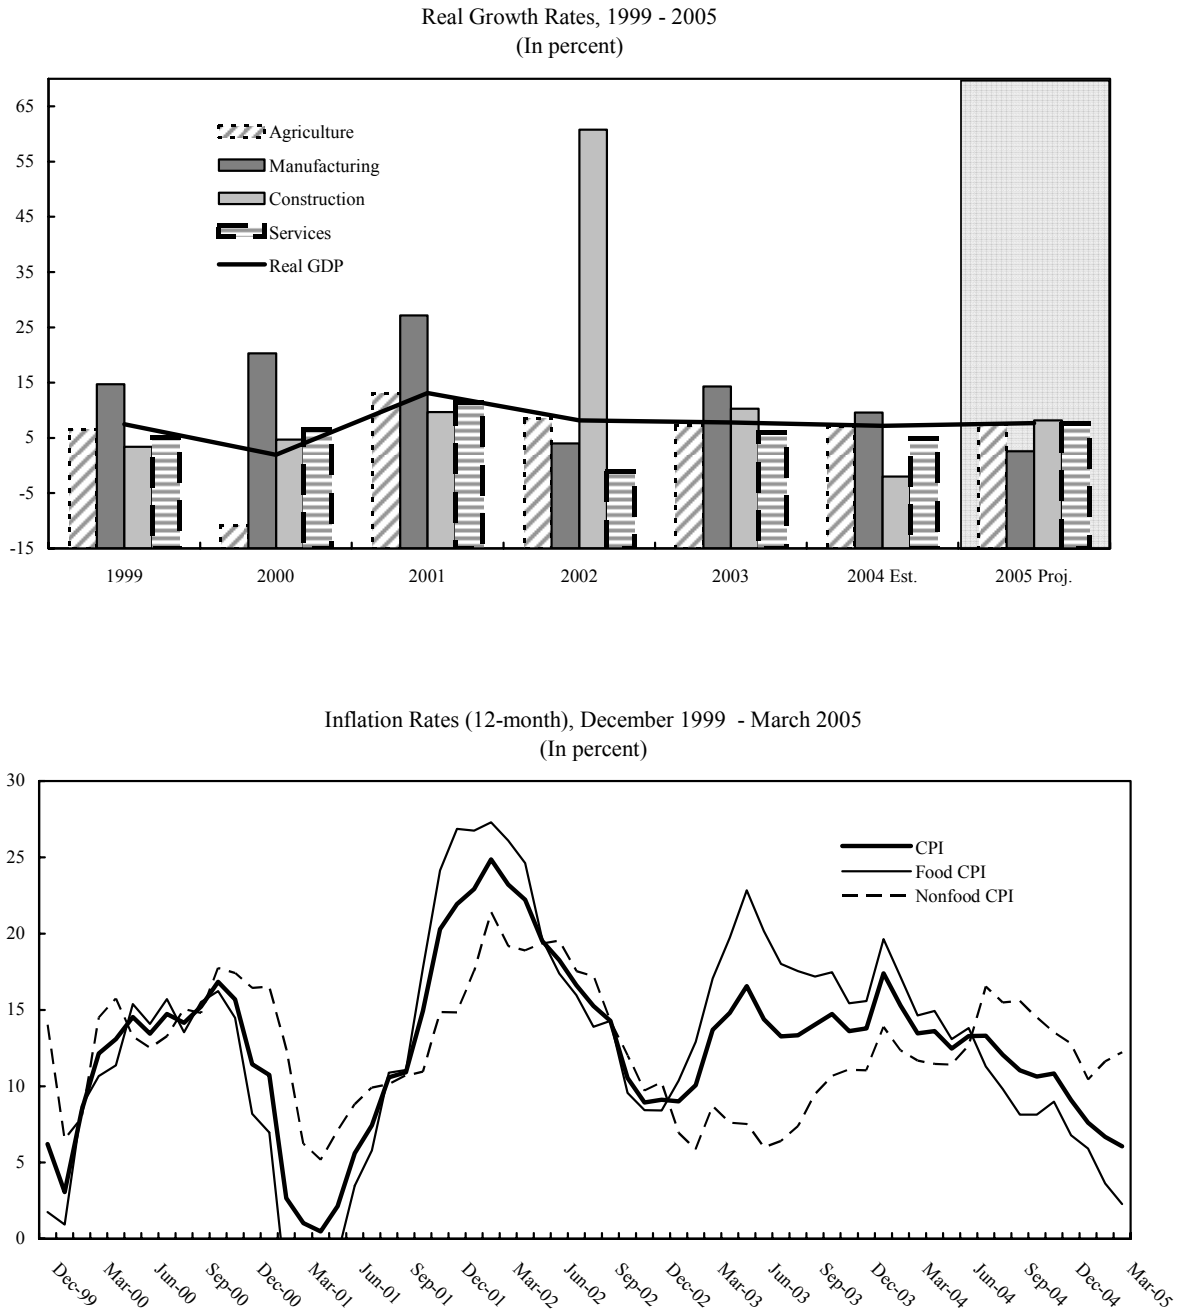 Real Growth Rates, 1999 - 2005
(In percent)
65
55
45
35
25
15
5
-5
-15
Agriculture
Manufacturing
Construction
Services
Real GDP
1999 2000 2001 2002 2003 2004 Est. 2005 Proj.
Inflation Rates (12-month), December 1999 - March 2005
(In percent)
30
25
20
15
10
5
0
CPI
Food CPI
Nonfood CPI
Dec-99 Mar-00 Jun-00 Sep-00 Dec-00 Mar-01 Jun-01 Sep-01 Dec-01 Mar-02 Jun-02 Sep-02 Dec-02 Mar-03 Jun-03 Sep-03 Dec-03 Mar-04 Jun-04 Sep-04 Dec-04 Mar-05